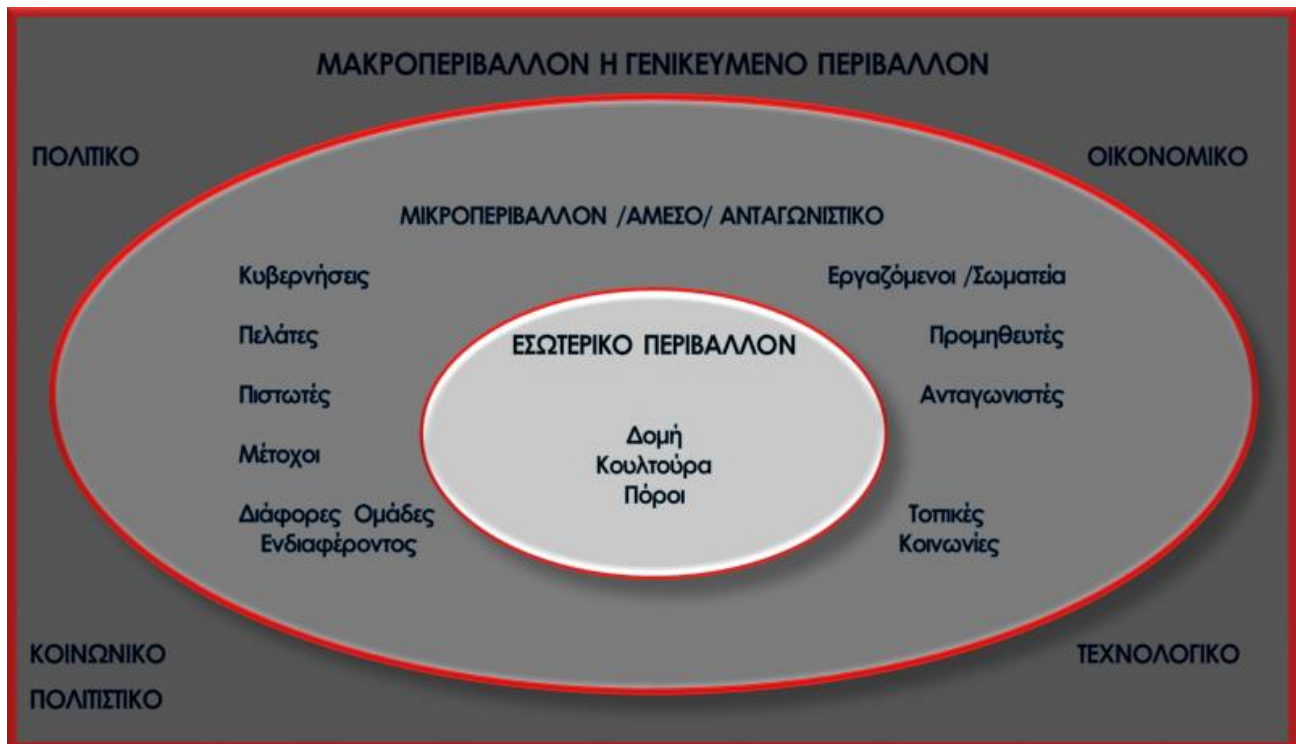 ΜΑΚΡΟΠΕΡΙΒΑΛΛΟΝ Η ΓΕΝΙΚΕΥΜΕΝΟ ΠΕΡΙΒΑΛΛΟΝ
ΠΟΛΙΤΙΚΟ
ΟΙΚΟΝΟΜΙΚΟ
ΜΙΚΡΟΠΕΡΙΒΑΛΛΟΝ /ΑΜΕΣΟ/ ΑΝΤΑΓΩΝΙΣΤΙΚΟ
Κυβερνήσεις
Πελάτες
Πιστωτές
Μέτοχοι
Διάφορες Ομάδες
Ενδιαφέροντος
ΕΣΩΤΕΡΙΚΟ ΠΕΡΙΒΑΛΛΟΝ
Δομή
Κουλτούρα
Πόροι
Εργαζόμενοι /Σωματεία
Προμηθευτές
Ανταγωνιστές
Τοπικές
Κοινωνίες
ΚΟΙΝΩΝΙΚΟ
ΠΟΛΙΤΙΣΤΙΚΟ
ΤΕΧΝΟΛΟΓΙΚΟ